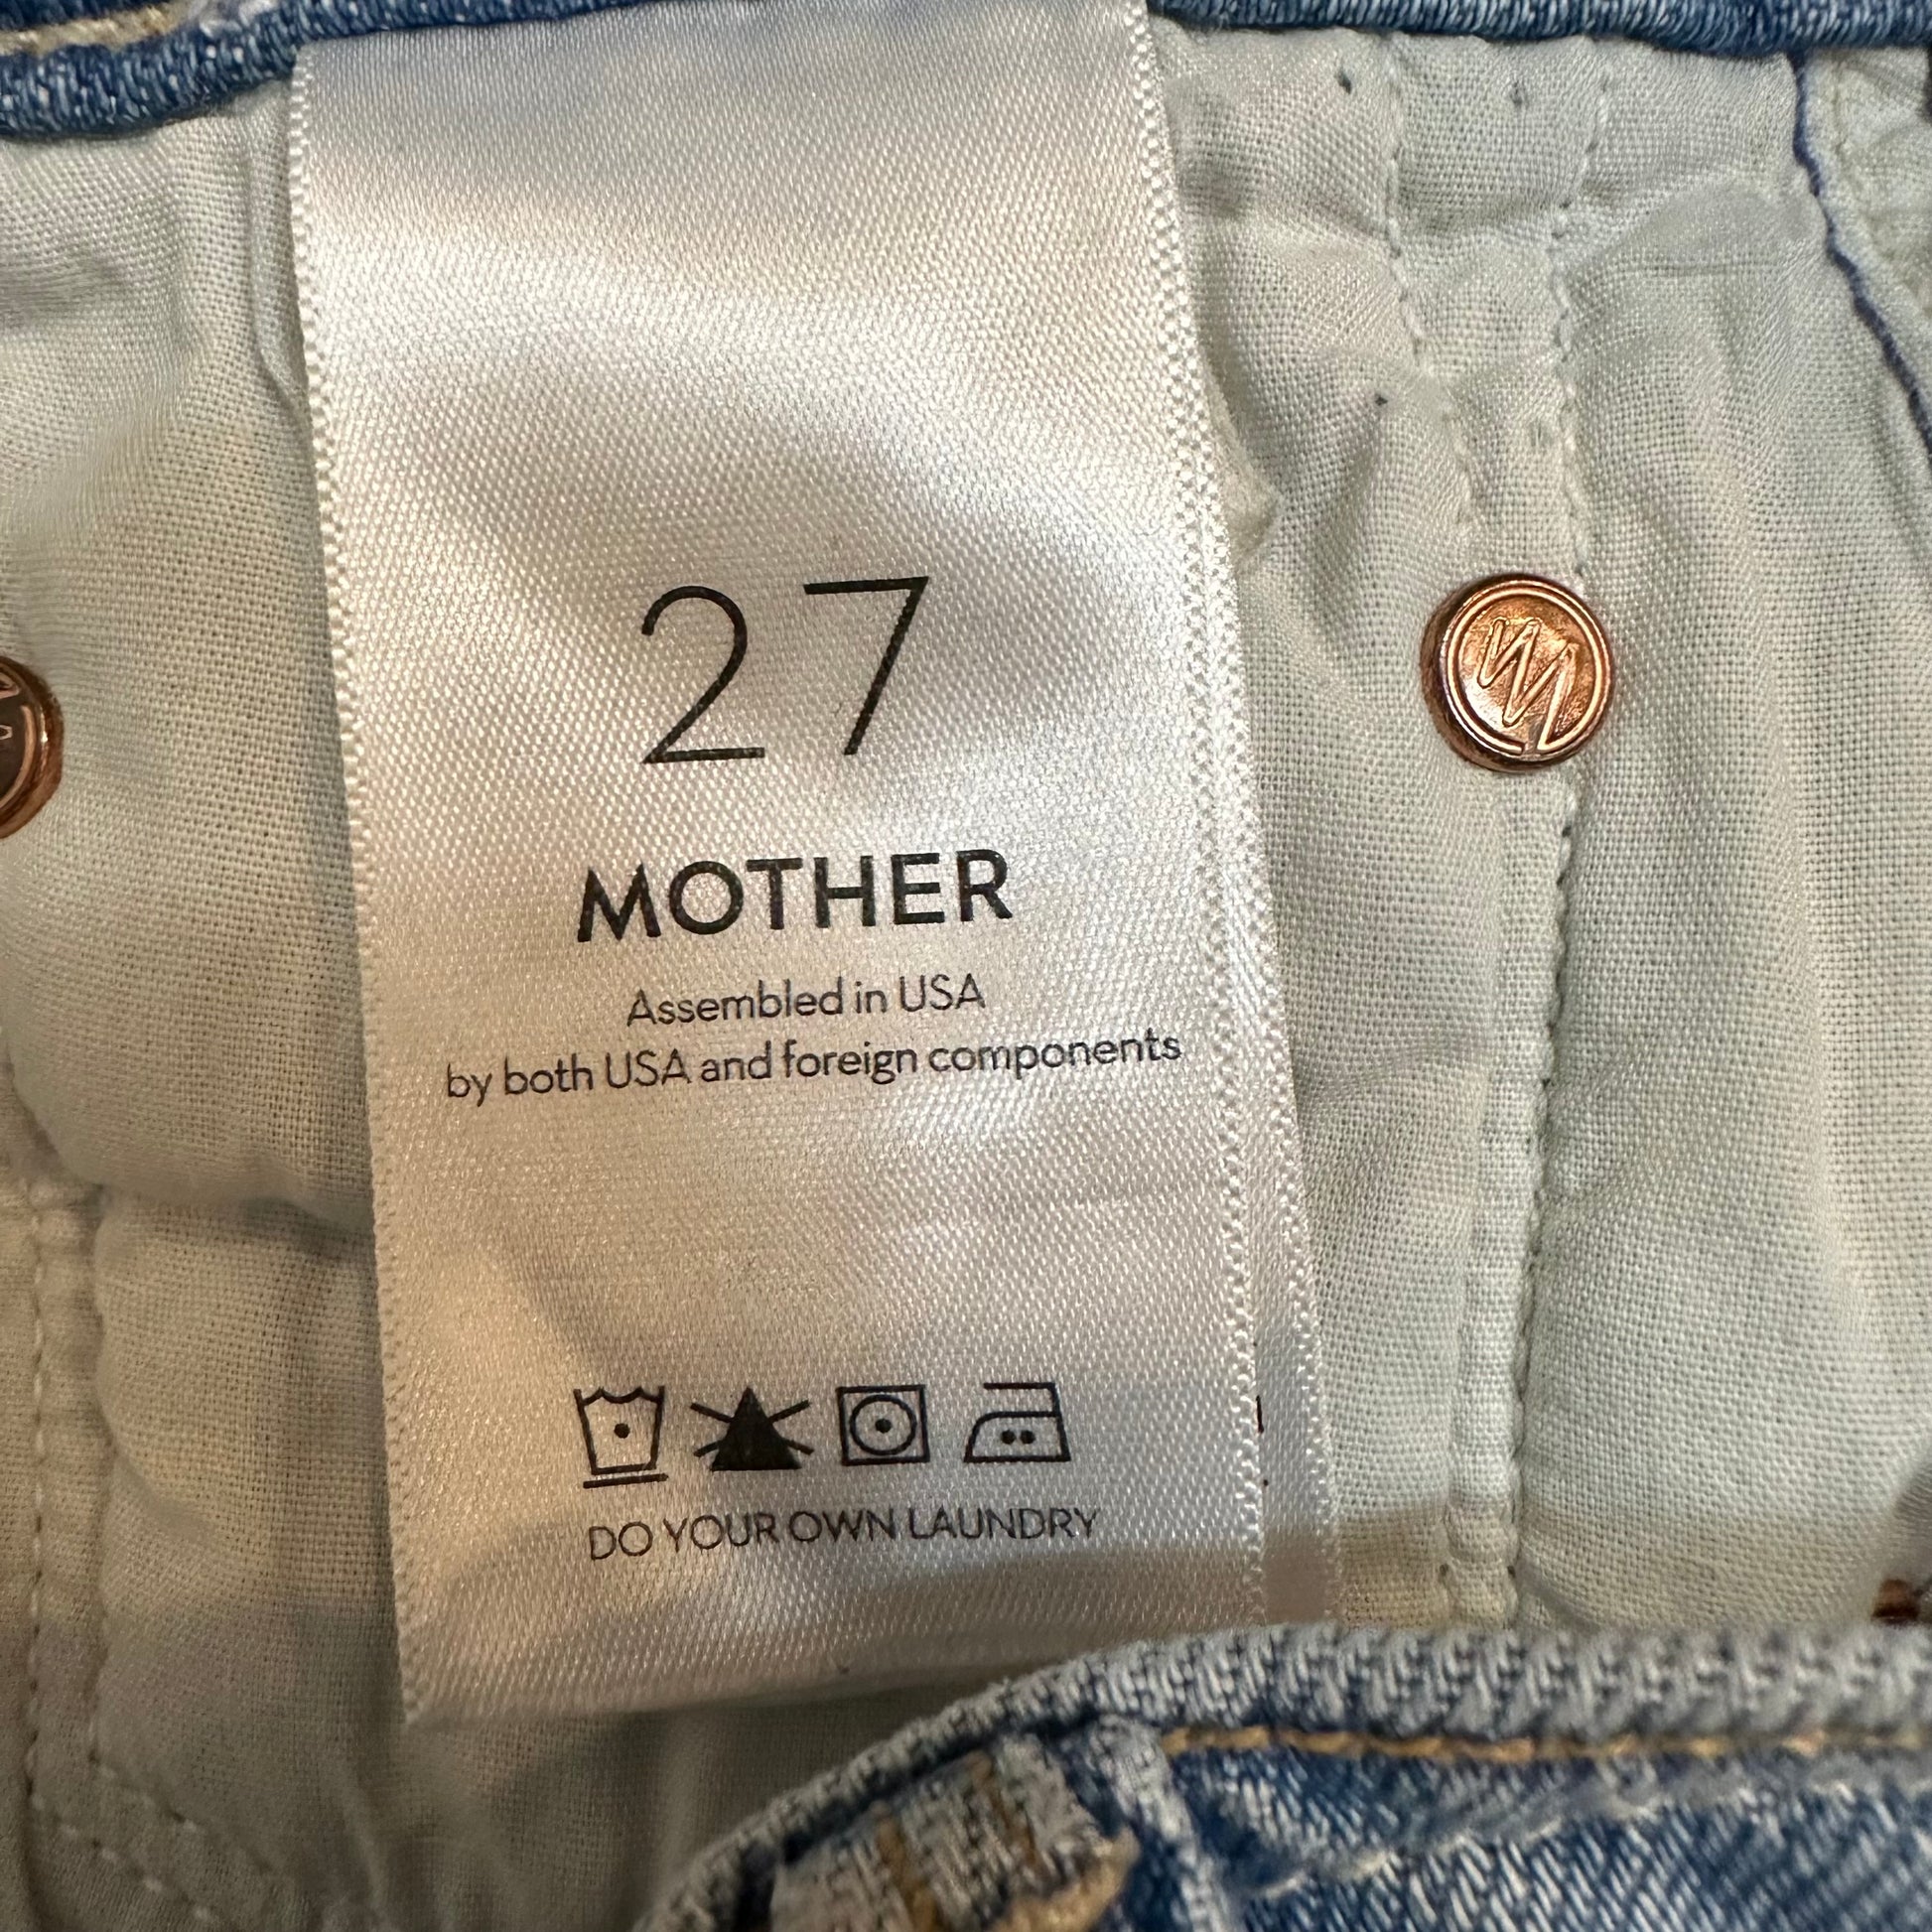 27
MOTHER
Assembled in USA
by both USA and foreign components
DO YOUR OWN LAUNDRY
M